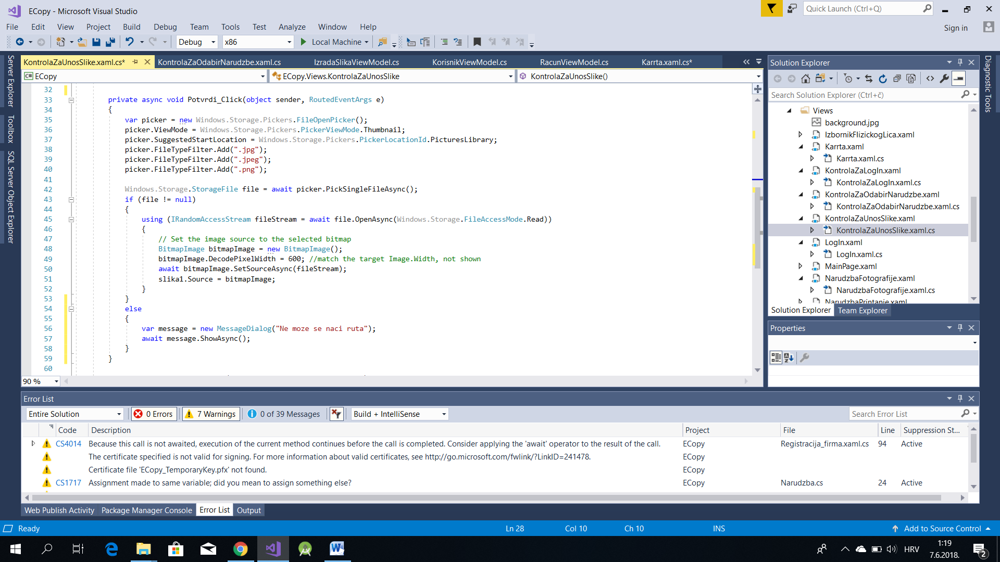 ECopy - Microsoft Visual Studio
Quick Launch (Ctrl+Q)
File Edit View Project Build Debug Team Tools Test Analyze Window Help
Sign in
Debug x86 Local Machine
Server Explorer
Toolbox
SQL Server Object Explorer
KontrolaZaUnosSlike.xaml.cs* KontrolaZaOdabirNarudzbe.xaml.cs IzradaSlikaViewModel.cs KorisnikViewModel.cs RacunViewModel.cs Karrta.xaml.cs*
C# ECopy ECopy.Views.KontrolaZaUnosSlike KontrolaZaUnosSlike()
32
33 private async void Potvrdi_Click(object sender, RoutedEventArgs e)
34 {
35 var picker = new Windows.Storage.Pickers.FileOpenPicker();
36 picker.ViewMode = Windows.Storage.Pickers.PickerViewMode.Thumbnail;
37 picker.SuggestedStartLocation = Windows.Storage.Pickers.PickerLocationId.PicturesLibrary;
38 picker.FileTypeFilter.Add(".jpg");
39 picker.FileTypeFilter.Add(".jpeg");
40 picker.FileTypeFilter.Add(".png");
41
42 Windows.Storage.StorageFile file = await picker.PickSingleFileAsync();
43 if (file != null)
44 {
45 using (IRandomAccessStream fileStream = await file.OpenAsync(Windows.Storage.FileAccessMode.Read))
46 {
47 // Set the image source to the selected bitmap
48 BitmapImage bitmapImage = new BitmapImage();
49 bitmapImage.DecodePixelWidth = 600; //match the target Image.Width, not shown
50 await bitmapImage.SetSourceAsync(fileStream);
51 slika1.Source = bitmapImage;
52 }
53 }
54 else
55 {
56 var message = new MessageDialog("Ne moze se naci ruta");
57 await message.ShowAsync();
58 }
59 }
60
90 %
Solution Explorer
Search Solution Explorer (Ctrl+č)
Views
background.jpg
IzbornikFIizickogLica.xaml
Karrta.xaml
Karrta.xaml.cs
KontrolaZaLogIn.xaml
KontrolaZaLogIn.xaml.cs
KontrolaZaOdabirNarudzbe.xaml
KontrolaZaOdabirNarudzbe.xaml.cs
KontrolaZaUnosSlike.xaml
KontrolaZaUnosSlike.xaml.cs
LogIn.xaml
LogIn.xaml.cs
MainPage.xaml
NarudzbaFotografije.xaml
NarudzbaFotografije.xaml.cs
NarudzbaPrintanje.xaml
Solution Explorer Team Explorer
Properties
Diagnostic Tools
Error List
Entire Solution 0 Errors 7 Warnings 0 of 39 Messages Build + IntelliSense Search Error List
Code Description Project File Line Suppression St...
CS4014 Because this call is not awaited, execution of the current method continues before the call is completed. Consider applying the 'await' operator to the result of the call. ECopy Registracija_firma.xaml.cs 94 Active
The certificate specified is not valid for signing. For more information about valid certificates, see http://go.microsoft.com/fwlink/?LinkID=241478. ECopy
Certificate file 'ECopy_TemporaryKey.pfx' not found. ECopy
CS1717 Assignment made to same variable; did you mean to assign something else? ECopy Narudzba.cs 24 Active
Web Publish Activity Package Manager Console Error List Output
Ready Ln 28 Col 10 Ch 10 INS Add to Source Control
HRV
1:19
7.6.2018.
2